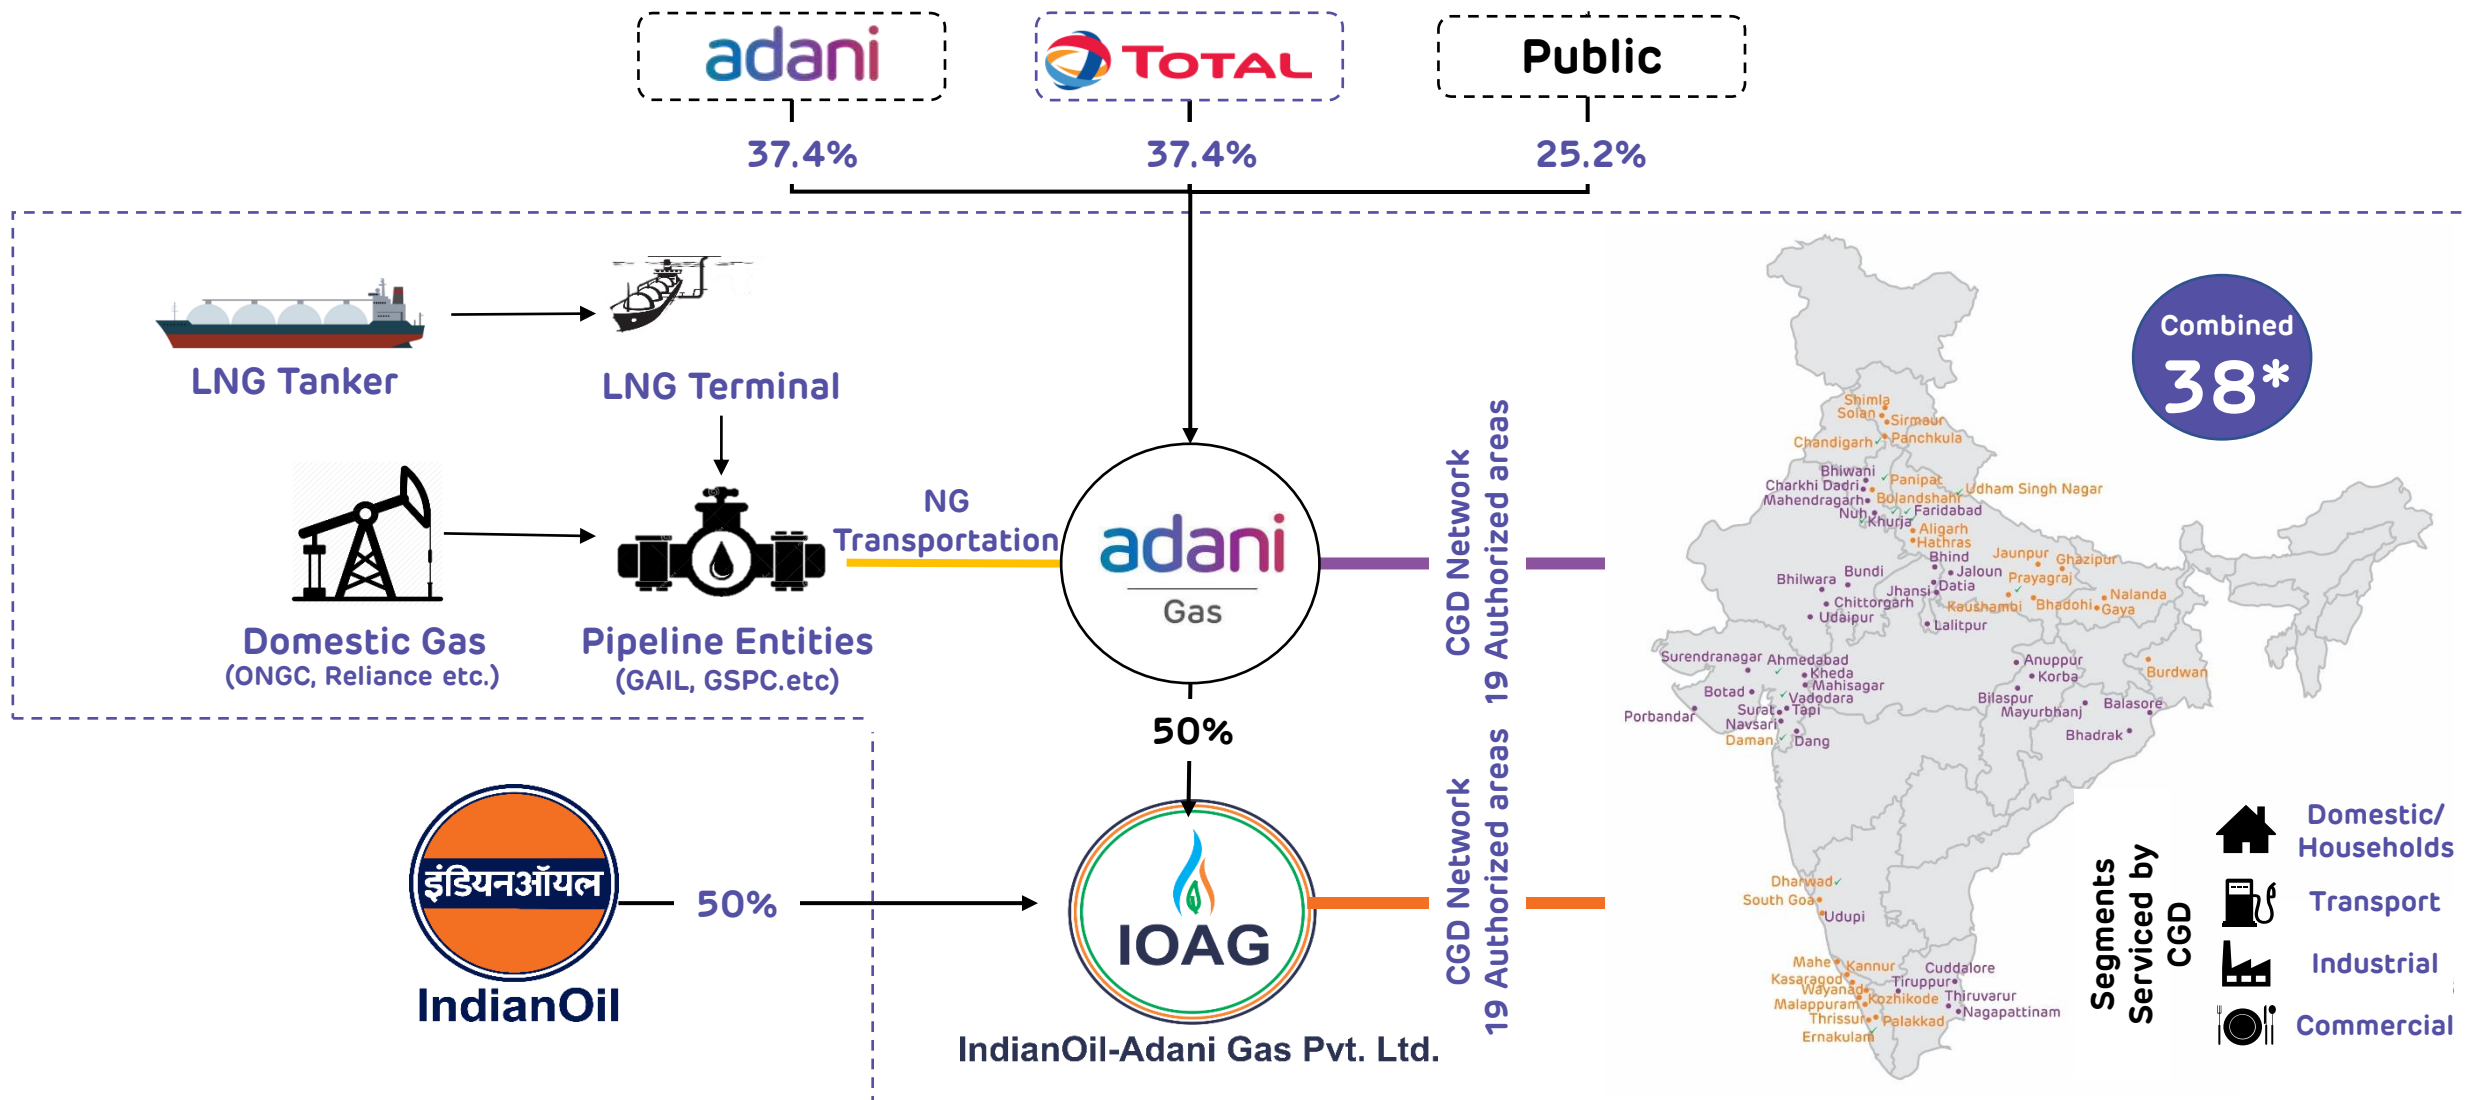 adani
TOTAL
Public
37.4%
37.4%
25.2%
LNG Tanker
LNG Terminal
Domestic Gas
(ONGC, Reliance etc.)
Pipeline Entities
(GAIL, GSPC.etc)
NG
Transportation
adani
Gas
50%
इंडियनऑयल
IndianOil
50%
IOAG
IndianOil-Adani Gas Pvt. Ltd.
CGD Network
19 Authorized areas
CGD Network
19 Authorized areas
Combined
38*
Shimla
Solan
Sirmaur
Chandigarh
Panchkula
Bhiwani
Panipat
Charkhi Dadri
Udham Singh Nagar
Mahendragarh
Bulandshahr
Nuh
Faridabad
Khurja
Aligarh
Hathras
Bhind
Jaunpur
Ghazipur
Bundi
Jaloun
Bhilwara
Prayagraj
Jhansi
Datia
Chittorgarh
Kaushambi
Bhadohi
Nalanda
Gaya
Udaipur
Lalitpur
Surendranagar
Ahmedabad
Anuppur
Kheda
Korba
Burdwan
Mahisagar
Botad
Vadodara
Bilaspur
Porbandar
Surat
Tapi
Mayurbhanj
Balasore
Navsari
Daman
Dang
Bhadrak
Dharwad
South Goa
Udupi
Mahe
Kannur
Cuddalore
Kasaragod
Tiruppur
Wayanad
Kozhikode
Thiruvarur
Malappuram
Nagapattinam
Thrissur
Palakkad
Ernakulam
Segments
Serviced by
CGD
Domestic/
Households
Transport
Industrial
Commercial